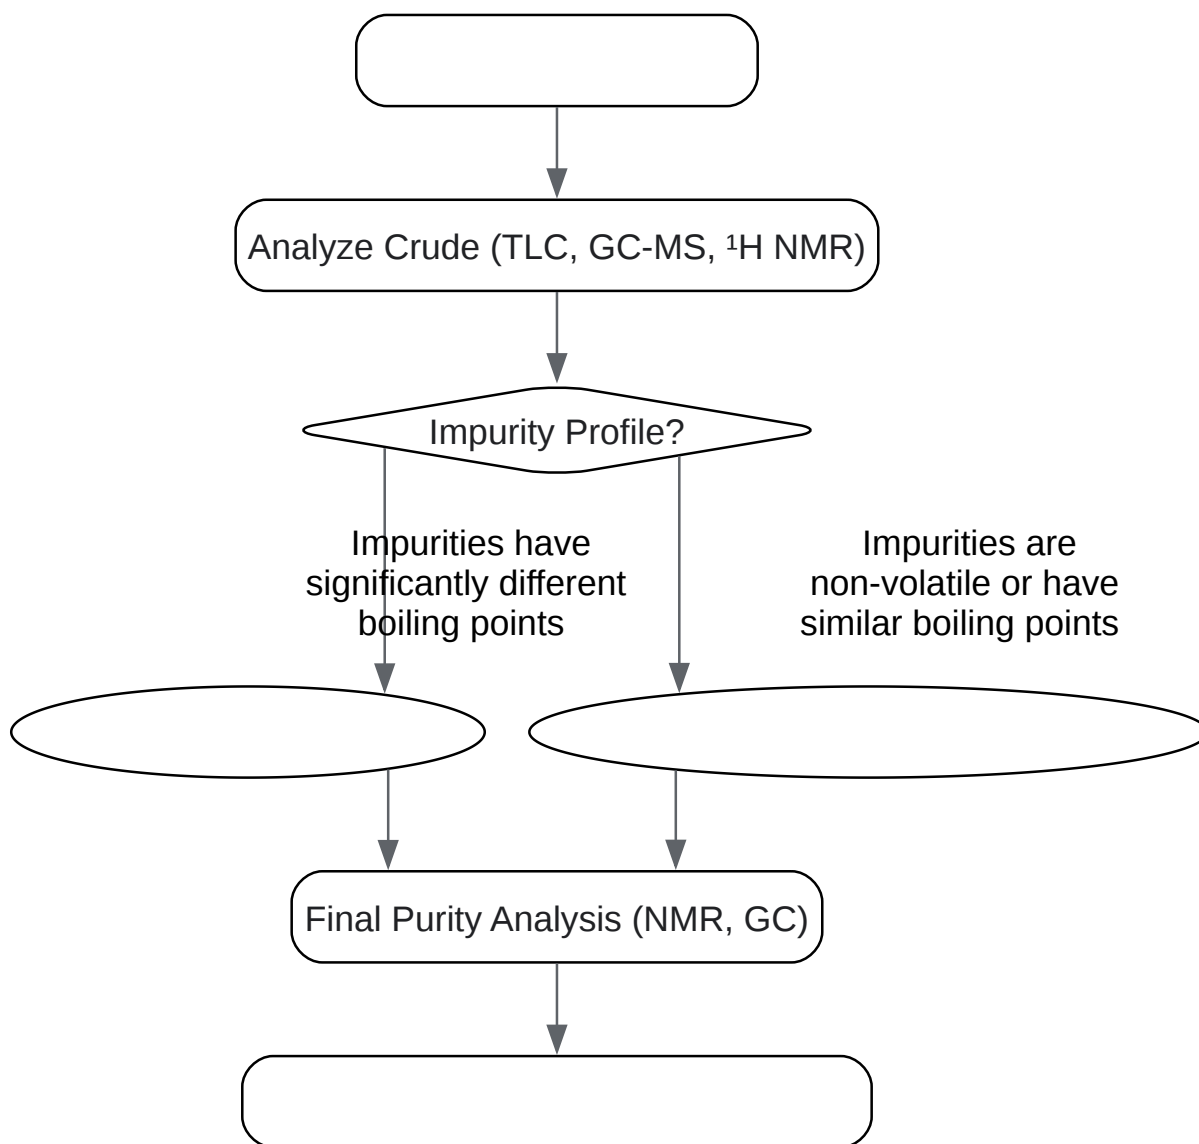 Analyze Crude (TLC, GC-MS, ¹H NMR)
Impurity Profile?
Impurities have
significantly different
boiling points
Impurities are
non-volatile or have
similar boiling points
Final Purity Analysis (NMR, GC)